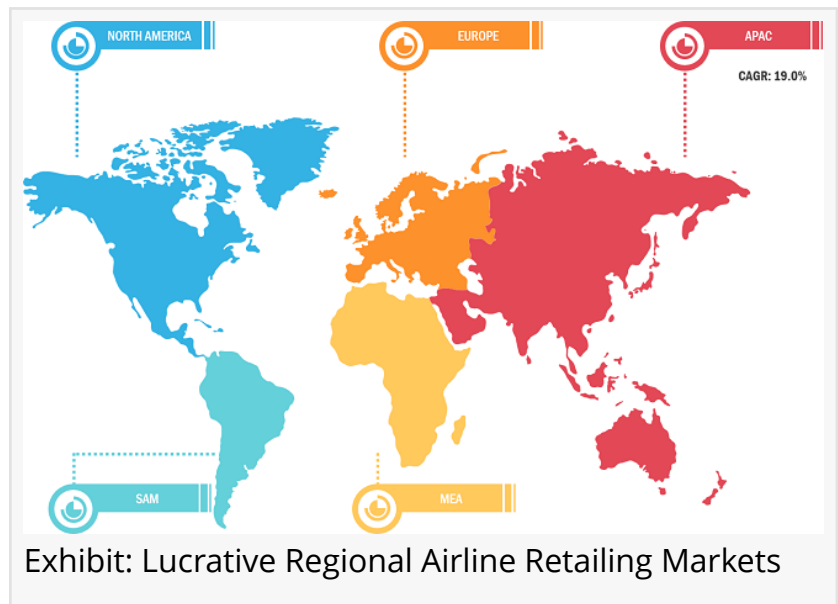 NORTH AMERICA
EUROPE
APAC
CAGR: 19.0%
SAM
MEA
Exhibit: Lucrative Regional Airline Retailing Markets